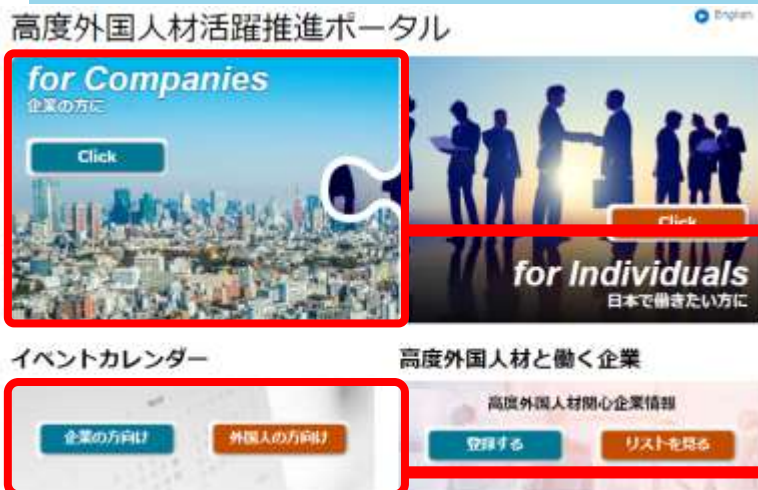 高度外国人材活躍推進ポータル
English
for Companies
企業の方に
Click
Click
for Individuals
日本で働きたい方に
イベントカレンダー
企業の方向け
外国人の方向け
高度外国人材と働く企業
高度外国人材関心企業情報
登録する
リストを見る